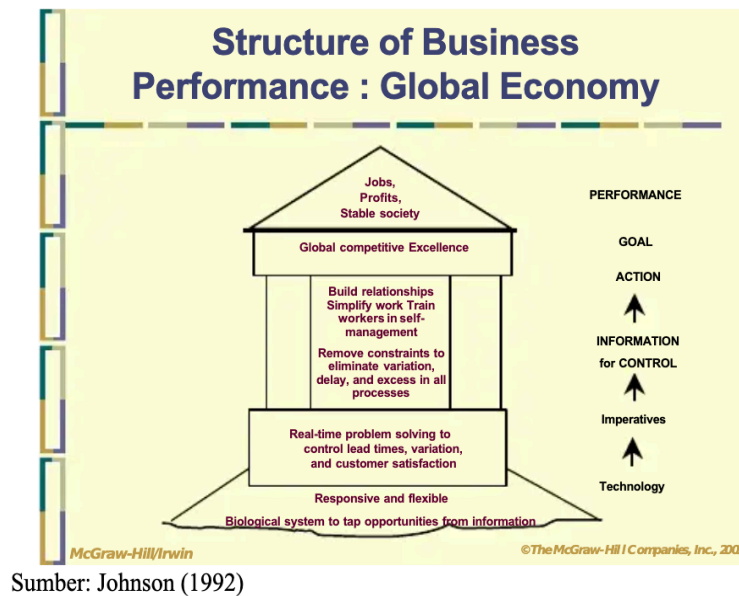 Structure of Business
Performance : Global Economy
Jobs,
Profits,
Stable society
PERFORMANCE
Global competitive Excellence
GOAL
ACTION
Build relationships
Simplify work Train
workers in self-
management
INFORMATION
for CONTROL
Remove constraints to
eliminate variation,
delay, and excess in all
processes
Imperatives
Real-time problem solving to
control lead times, variation,
and customer satisfaction
Technology
Responsive and flexible
Biological system to tap opportunities from information
McGraw-Hill/Irwin
©The McGraw-Hill Companies, Inc.,
Sumber: Johnson (1992)